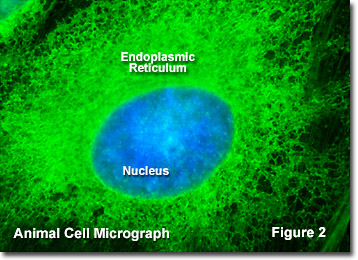 Endoplasmic
Reticulum
Nucleus
Animal Cell Micrograph
Figure 2